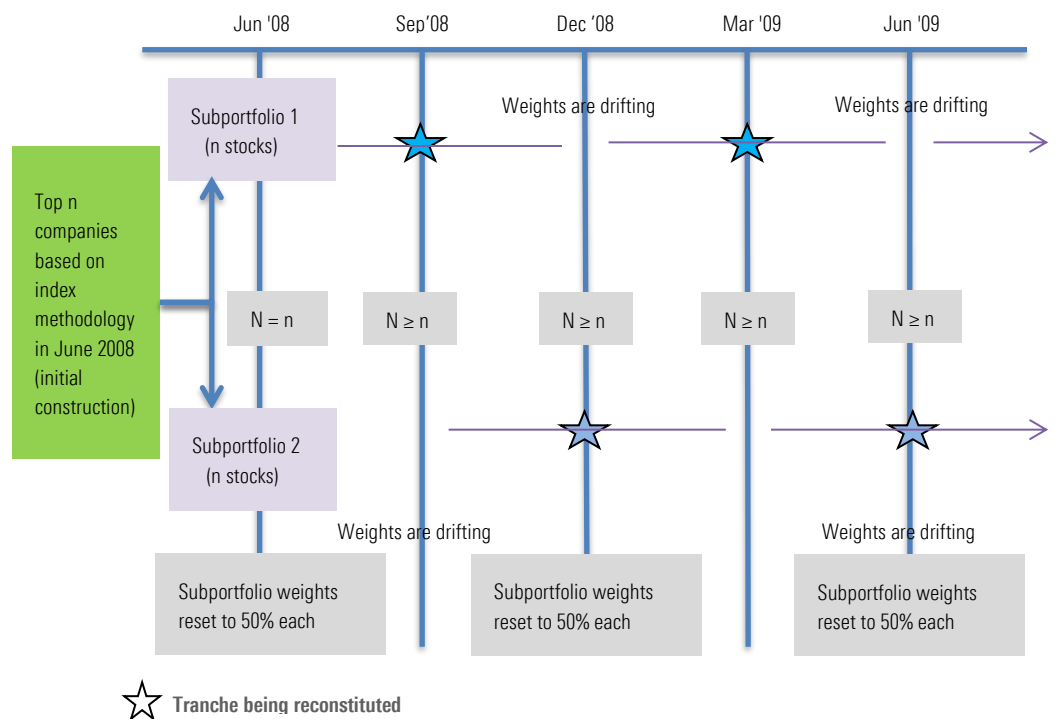 Jun '08
Sep'08
Dec ‘08
Mar '09
Jun '09
Subportfolio 1
(n stocks)
Weights are drifting
Weights are drifting
Top n
companies
based on
index
methodology
in June 2008
(initial
construction)
N = n
N ≥ n
N ≥ n
N ≥ n
N ≥ n
Subportfolio 2
(n stocks)
Weights are drifting
Weights are drifting
Subportfolio weights
reset to 50% each
Subportfolio weights
reset to 50% each
Subportfolio weights
reset to 50% each
Tranche being reconstituted